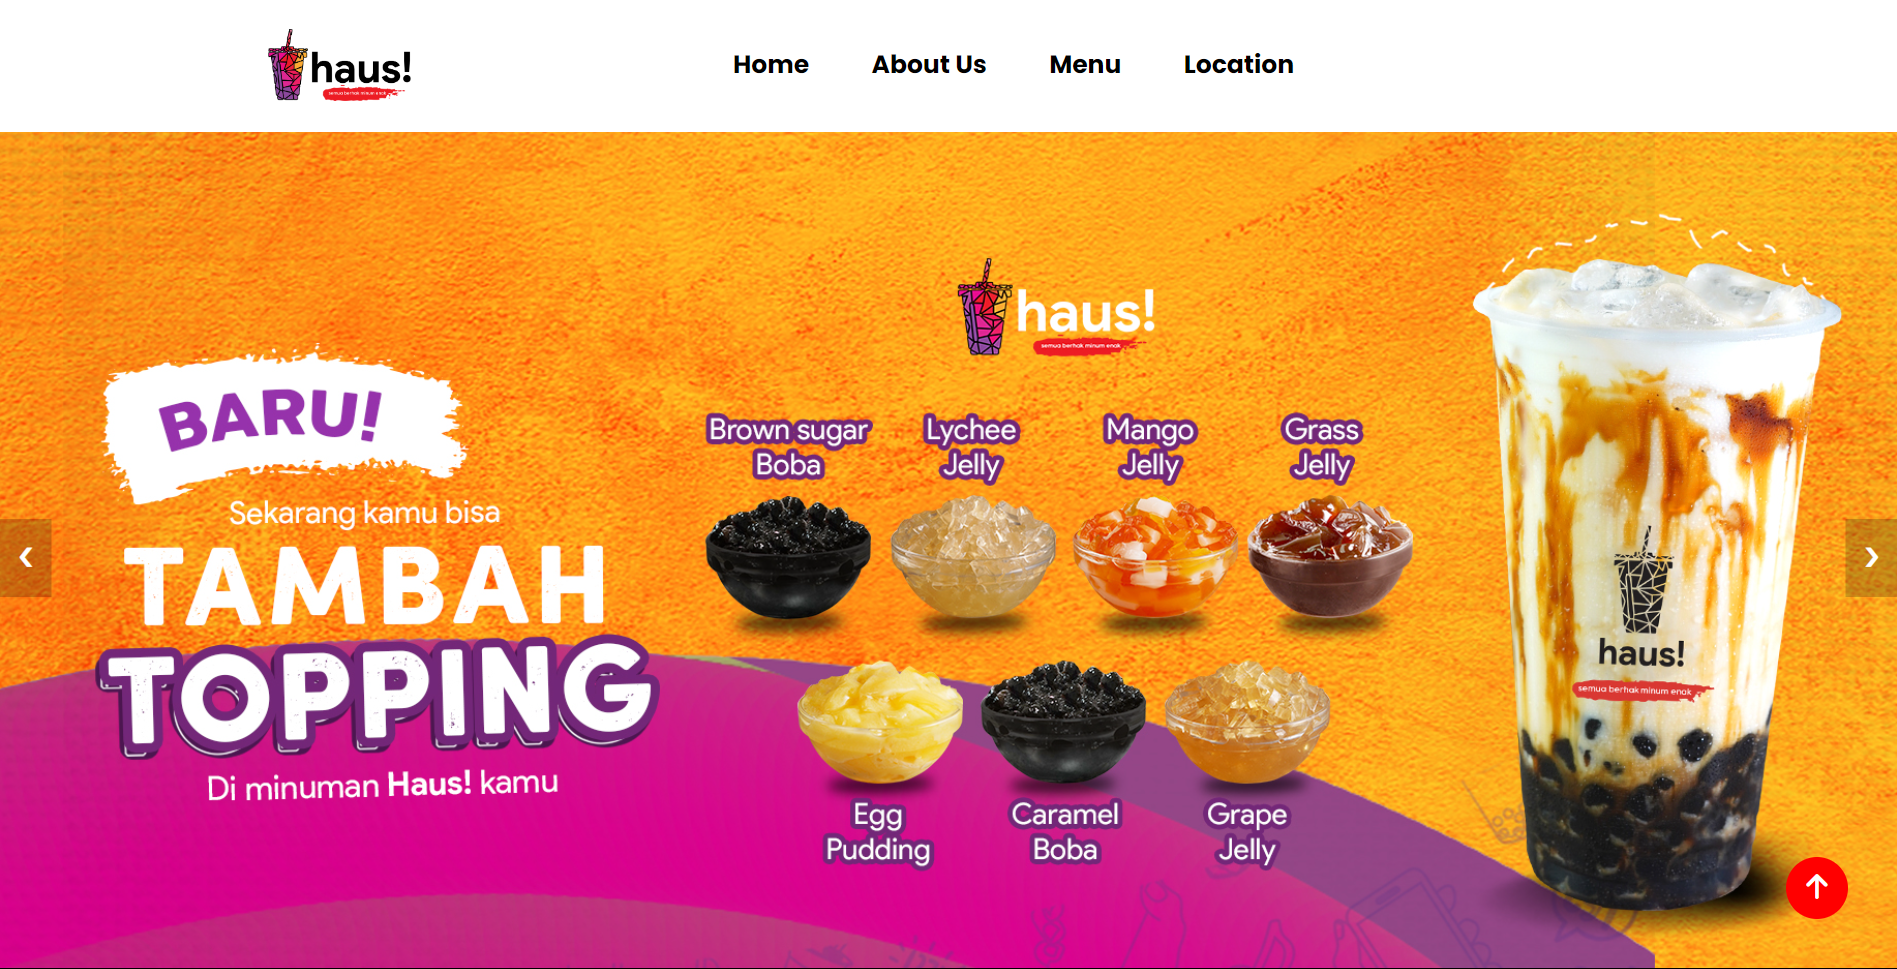 haus!
semua berhak minum enak
Home
About Us
Menu
Location
haus!
semua berhak minum enak
BARU!
Sekarang kamu bisa
TAMBAH
TOPPING
Di minuman Haus! kamu
Brown sugar
Boba
Lychee
Jelly
Mango
Jelly
Grass
Jelly
Egg
Pudding
Caramel
Boba
Grape
Jelly
haus!
semua berhak minum enak